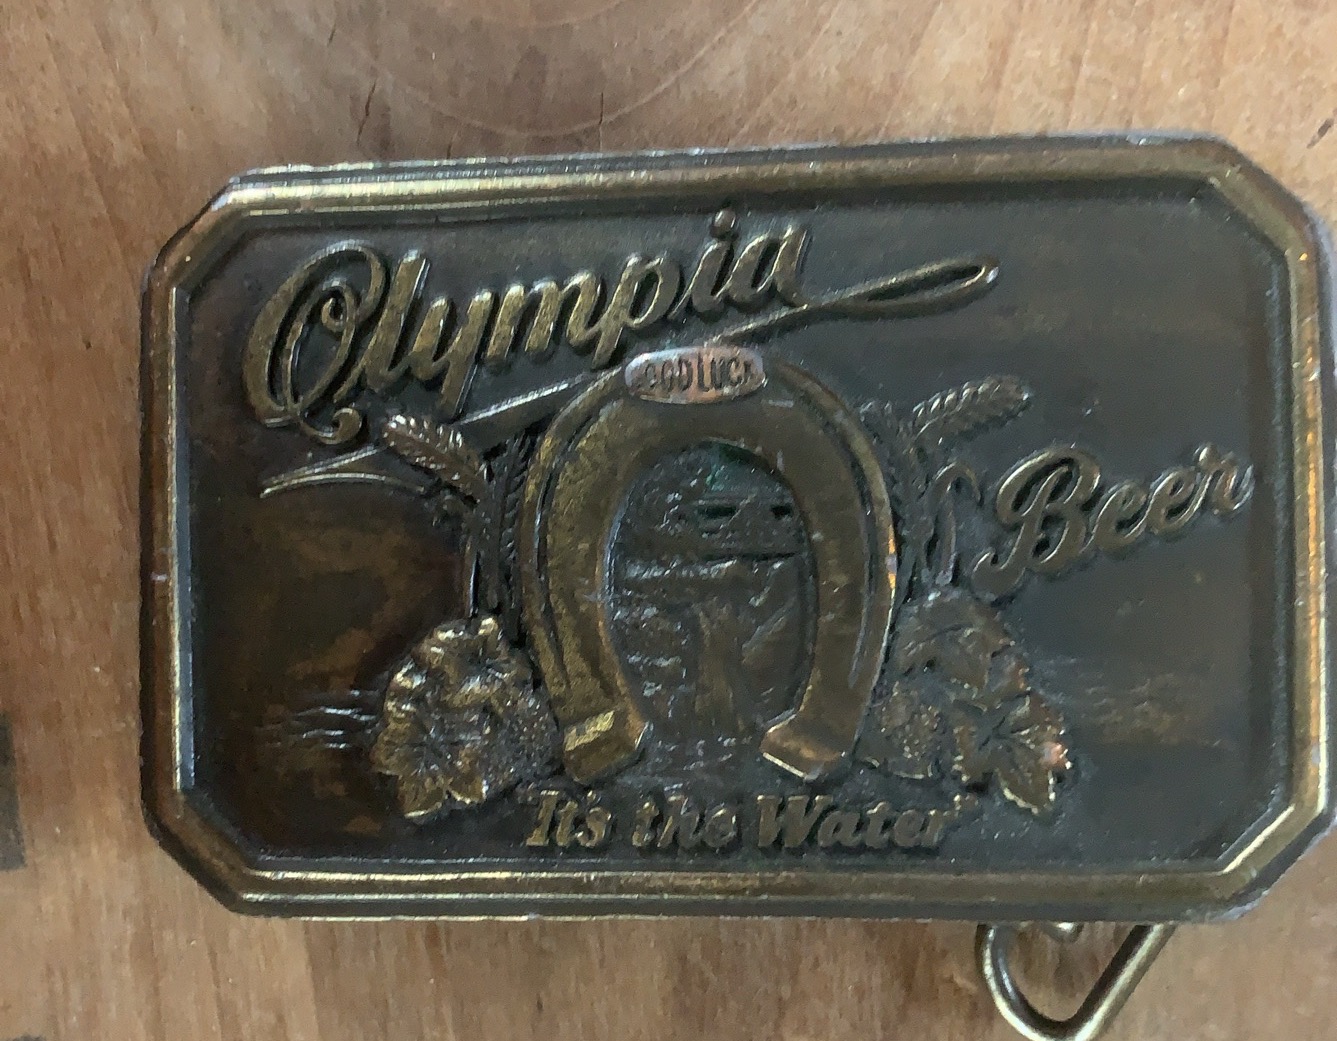 Olympia
GOOD LUCK
Beer
"It's the Water"